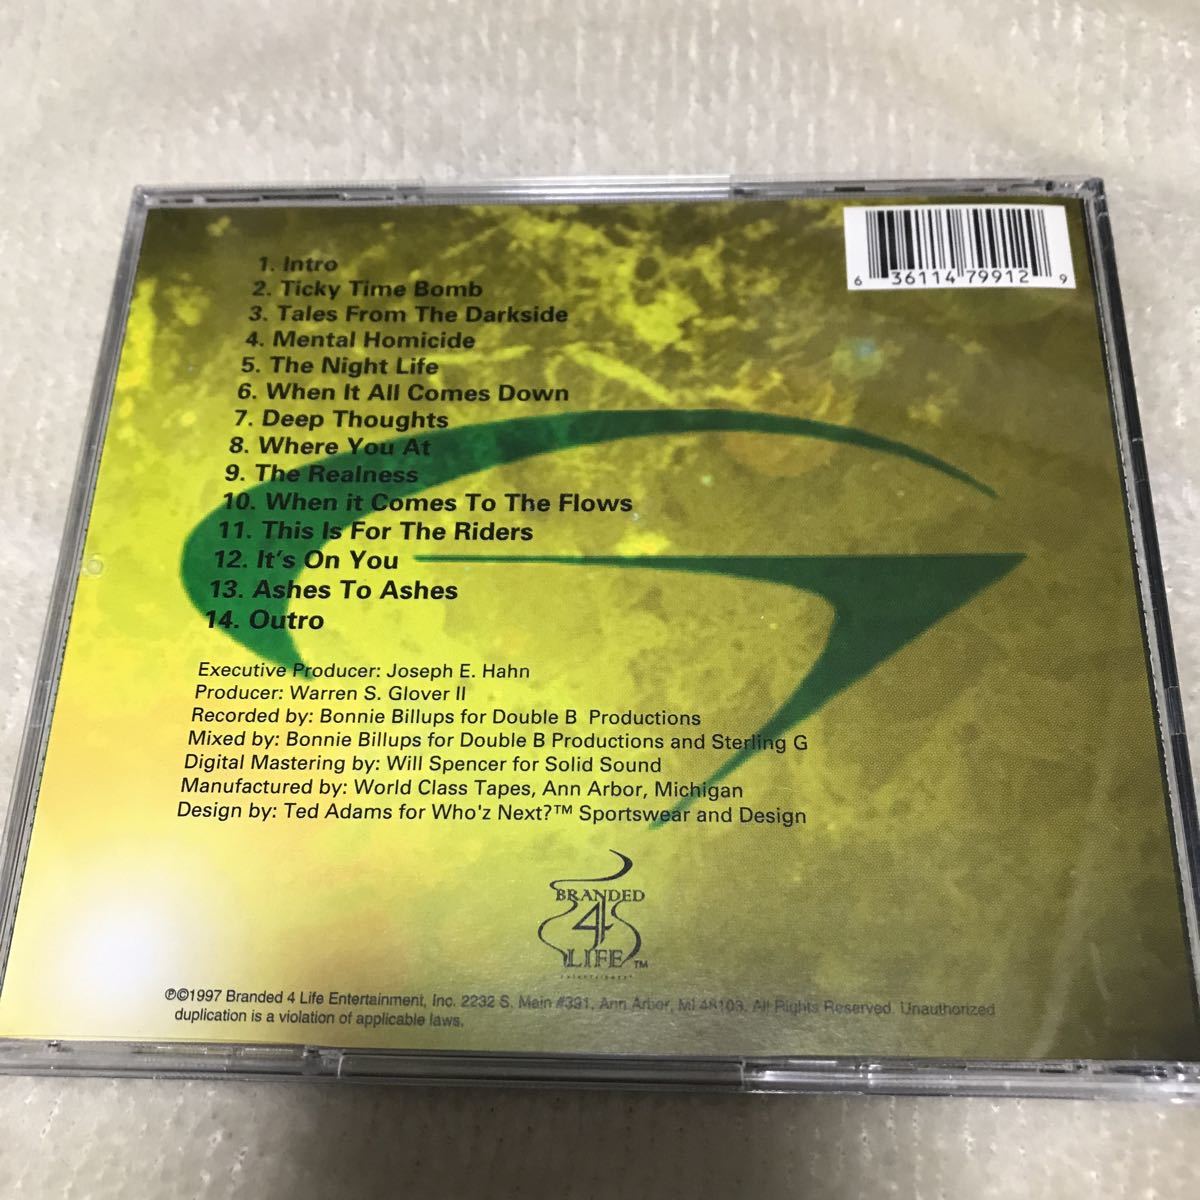 6 36114 79912 9
1. Intro
2. Ticky Time Bomb
3. Tales From The Darkside
4. Mental Homicide
5. The Night Life
6. When It All Comes Down
7. Deep Thoughts
8. Where You At
9. The Realness
10. When it Comes To The Flows
11. This Is For The Riders
12. It's On You
13. Ashes To Ashes
14. Outro
Executive Producer: Joseph E. Hahn
Producer: Warren S. Glover II
Recorded by: Bonnie Billups for Double B Productions
Mixed by: Bonnie Billups for Double B Productions and Sterling G
Digital Mastering by: Will Spencer for Solid Sound
Manufactured by: World Class Tapes, Ann Arbor, Michigan
Design by: Ted Adams for Who'z Next?™ Sportswear and Design
BRANDED
4
LIFE™
ENTERTAINMENT
℗©1997 Branded 4 Life Entertainment, Inc. 2232 S. Main #391, Ann Arbor, MI 48103. All Rights Reserved. Unauthorized
duplication is a violation of applicable laws.